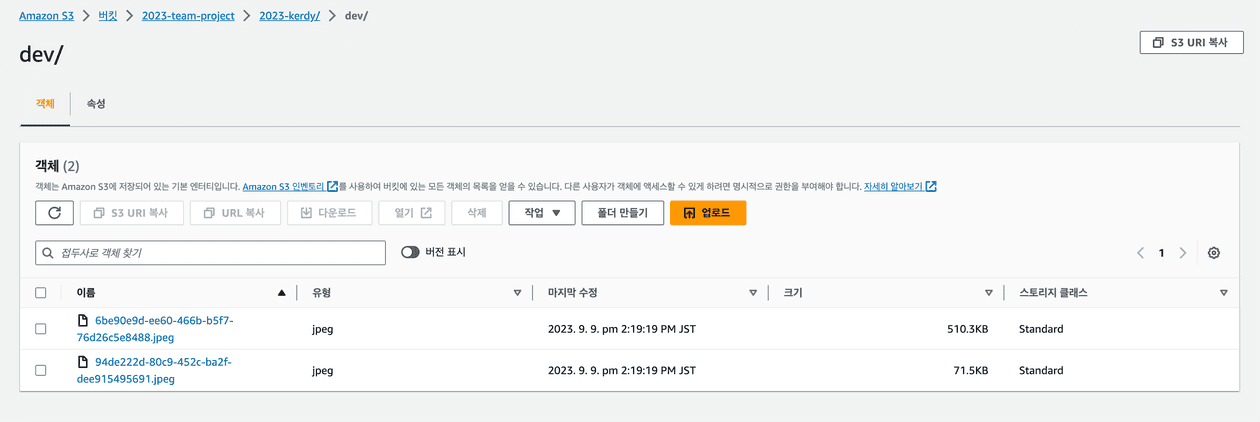 Amazon S3 > 버킷 > 2023-team-project > 2023-kerdy/ > dev/
dev/
S3 URI 복사
객체 속성
객체 (2)
객체는 Amazon S3에 저장되어 있는 기본 엔터티입니다. Amazon S3 인벤토리 를 사용하여 버킷에 있는 모든 객체의 목록을 얻을 수 있습니다. 다른 사용자가 객체에 액세스할 수 있게 하려면 명시적으로 권한을 부여해야 합니다. 자세히 알아보기
S3 URI 복사 URL 복사 다운로드 열기 삭제 작업 폴더 만들기 업로드
접두사로 객체 찾기 버전 표시 1
이름 유형 마지막 수정 크기 스토리지 클래스
6be90e9d-ee60-466b-b5f7-
76d26c5e8488.jpeg jpeg 2023. 9. 9. pm 2:19:19 PM JST 510.3KB Standard
94de222d-80c9-452c-ba2f-
dee915495691.jpeg jpeg 2023. 9. 9. pm 2:19:19 PM JST 71.5KB Standard